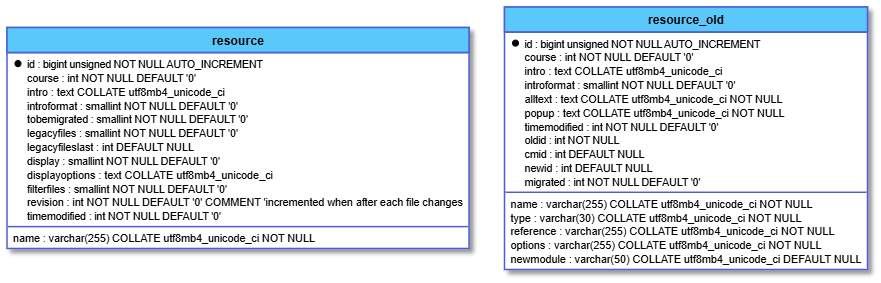 resource
id : bigint unsigned NOT NULL AUTO_INCREMENT
course : int NOT NULL DEFAULT '0'
intro : text COLLATE utf8mb4_unicode_ci
introformat : smallint NOT NULL DEFAULT '0'
tobemigrated : smallint NOT NULL DEFAULT '0'
legacyfiles : smallint NOT NULL DEFAULT '0'
legacyfileslast : int DEFAULT NULL
display : smallint NOT NULL DEFAULT '0'
displayoptions : text COLLATE utf8mb4_unicode_ci
filterfiles : smallint NOT NULL DEFAULT '0'
revision : int NOT NULL DEFAULT '0' COMMENT 'incremented when after each file changes
timemodified : int NOT NULL DEFAULT '0'
name : varchar(255) COLLATE utf8mb4_unicode_ci NOT NULL
resource_old
id : bigint unsigned NOT NULL AUTO_INCREMENT
course : int NOT NULL DEFAULT '0'
intro : text COLLATE utf8mb4_unicode_ci
introformat : smallint NOT NULL DEFAULT '0'
alltext : text COLLATE utf8mb4_unicode_ci NOT NULL
popup : text COLLATE utf8mb4_unicode_ci NOT NULL
timemodified : int NOT NULL DEFAULT '0'
oldid : int NOT NULL
cmid : int DEFAULT NULL
newid : int DEFAULT NULL
migrated : int NOT NULL DEFAULT '0'
name : varchar(255) COLLATE utf8mb4_unicode_ci NOT NULL
type : varchar(30) COLLATE utf8mb4_unicode_ci NOT NULL
reference : varchar(255) COLLATE utf8mb4_unicode_ci NOT NULL
options : varchar(255) COLLATE utf8mb4_unicode_ci NOT NULL
newmodule : varchar(50) COLLATE utf8mb4_unicode_ci DEFAULT NULL